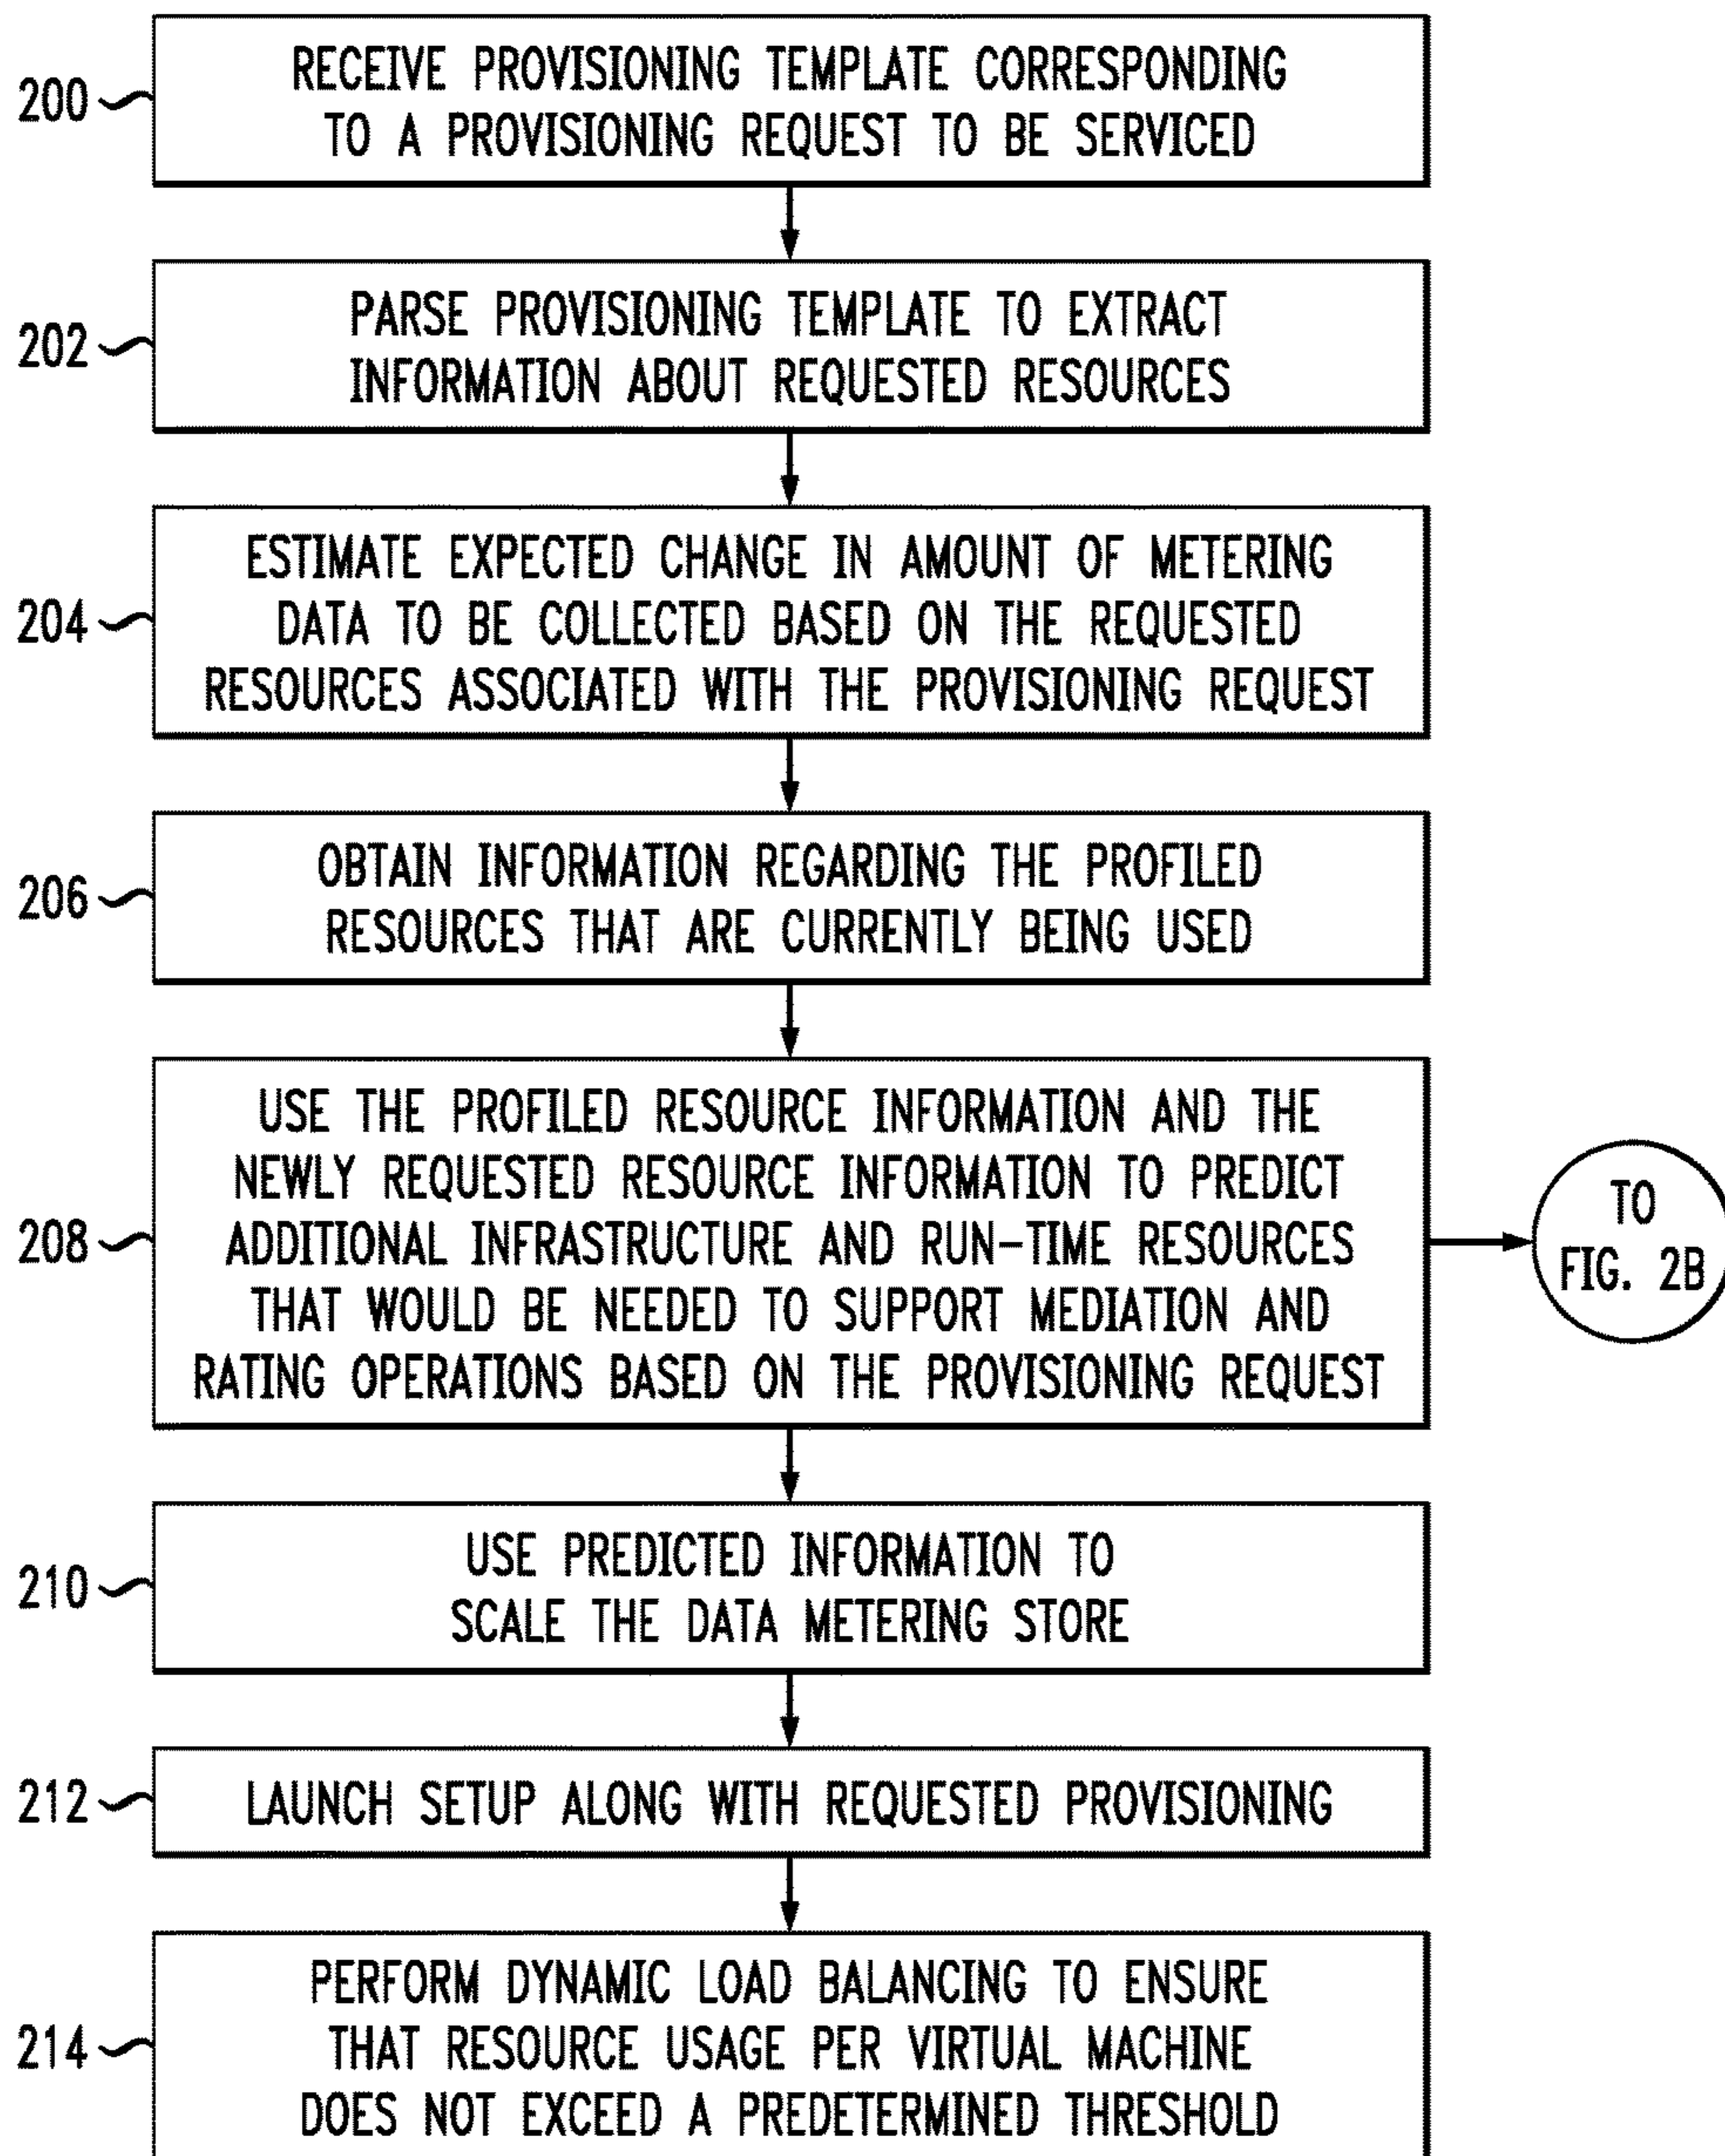 200
RECEIVE PROVISIONING TEMPLATE CORRESPONDING
TO A PROVISIONING REQUEST TO BE SERVICED
202
PARSE PROVISIONING TEMPLATE TO EXTRACT
INFORMATION ABOUT REQUESTED RESOURCES
204
ESTIMATE EXPECTED CHANGE IN AMOUNT OF METERING
DATA TO BE COLLECTED BASED ON THE REQUESTED
RESOURCES ASSOCIATED WITH THE PROVISIONING REQUEST
206
OBTAIN INFORMATION REGARDING THE PROFILED
RESOURCES THAT ARE CURRENTLY BEING USED
208
USE THE PROFILED RESOURCE INFORMATION AND THE
NEWLY REQUESTED RESOURCE INFORMATION TO PREDICT
ADDITIONAL INFRASTRUCTURE AND RUN-TIME RESOURCES
THAT WOULD BE NEEDED TO SUPPORT MEDIATION AND
RATING OPERATIONS BASED ON THE PROVISIONING REQUEST
TO
FIG. 2B
210
USE PREDICTED INFORMATION TO
SCALE THE DATA METERING STORE
212
LAUNCH SETUP ALONG WITH REQUESTED PROVISIONING
214
PERFORM DYNAMIC LOAD BALANCING TO ENSURE
THAT RESOURCE USAGE PER VIRTUAL MACHINE
DOES NOT EXCEED A PREDETERMINED THRESHOLD